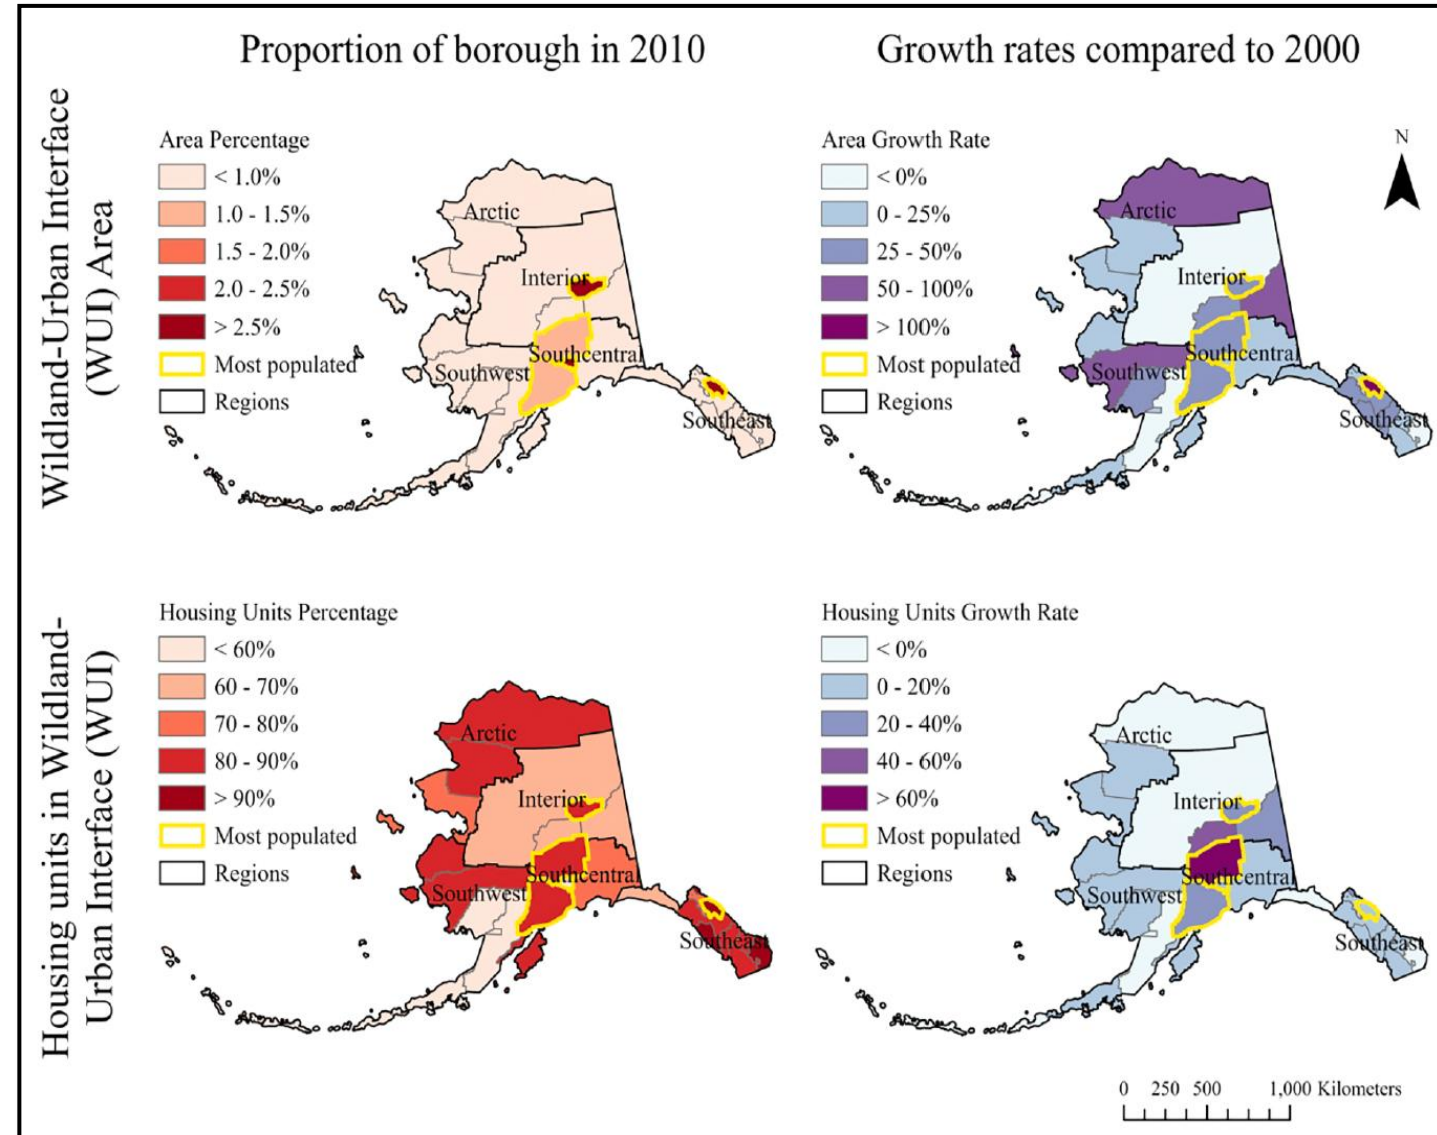 Proportion of borough in 2010
Growth rates compared to 2000
Wildland-Urban Interface
(WUI) Area
Area Percentage
< 1.0%
1.0 - 1.5%
1.5 - 2.0%
2.0 - 2.5%
> 2.5%
Most populated
Regions
Arctic
Interior
Southcentral
Southwest
Southeast
Area Growth Rate
< 0%
0 - 25%
25 - 50%
50 - 100%
> 100%
Most populated
Regions
Arctic
Interior
Southcentral
Southwest
Southeast
N
Housing units in Wildland-
Urban Interface (WUI)
Housing Units Percentage
< 60%
60 - 70%
70 - 80%
80 - 90%
> 90%
Most populated
Regions
Arctic
Interior
Southcentral
Southwest
Southeast
Housing Units Growth Rate
< 0%
0 - 20%
20 - 40%
40 - 60%
> 60%
Most populated
Regions
Arctic
Interior
Southcentral
Southwest
Southeast
0 250 500 1,000 Kilometers